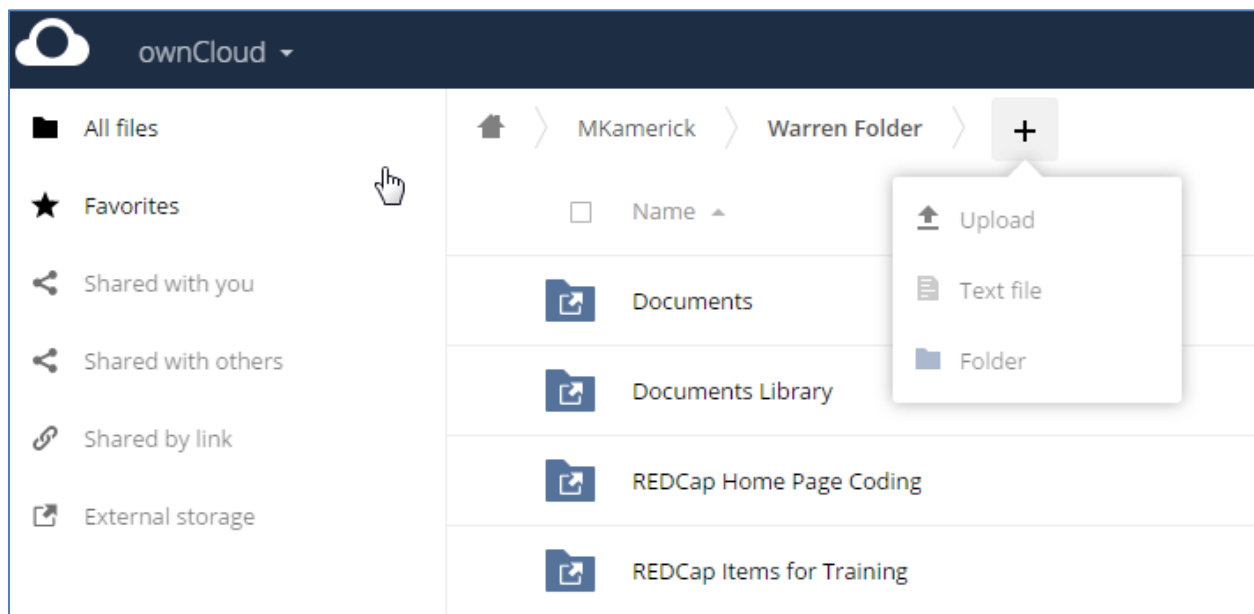 ownCloud
All files
Favorites
Shared with you
Shared with others
Shared by link
External storage
MKamerick Warren Folder +
Name
Upload
Text file
Folder
Documents
Documents Library
REDCap Home Page Coding
REDCap Items for Training